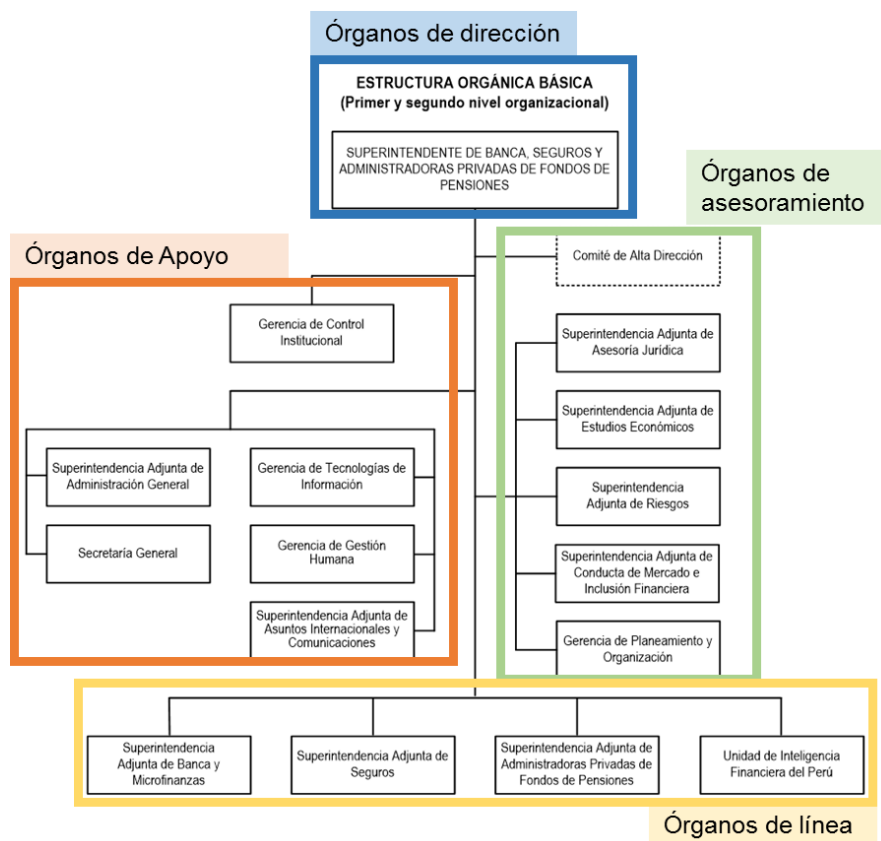 Órganos de dirección
ESTRUCTURA ORGÁNICA BÁSICA
(Primer y segundo nivel organizacional)
SUPERINTENDENTE DE BANCA, SEGUROS Y
ADMINISTRADORAS PRIVADAS DE FONDOS DE
PENSIONES
Órganos de
asesoramiento
Comité de Alta Dirección
Superintendencia Adjunta de
Asesoría Jurídica
Superintendencia Adjunta de
Estudios Económicos
Superintendencia
Adjunta de Riesgos
Superintendencia Adjunta de
Conducta de Mercado e
Inclusión Financiera
Gerencia de Planeamiento y
Organización
Órganos de Apoyo
Gerencia de Control
Institucional
Superintendencia Adjunta de
Administración General
Secretaría General
Gerencia de Tecnologías de
Información
Gerencia de Gestión
Humana
Superintendencia Adjunta de
Asuntos Internacionales y
Comunicaciones
Superintendencia
Adjunta de Banca y
Microfinanzas
Superintendencia Adjunta de
Seguros
Superintendencia Adjunta de
Administradoras Privadas de
Fondos de Pensiones
Unidad de Inteligencia
Financiera del Perú
Órganos de línea